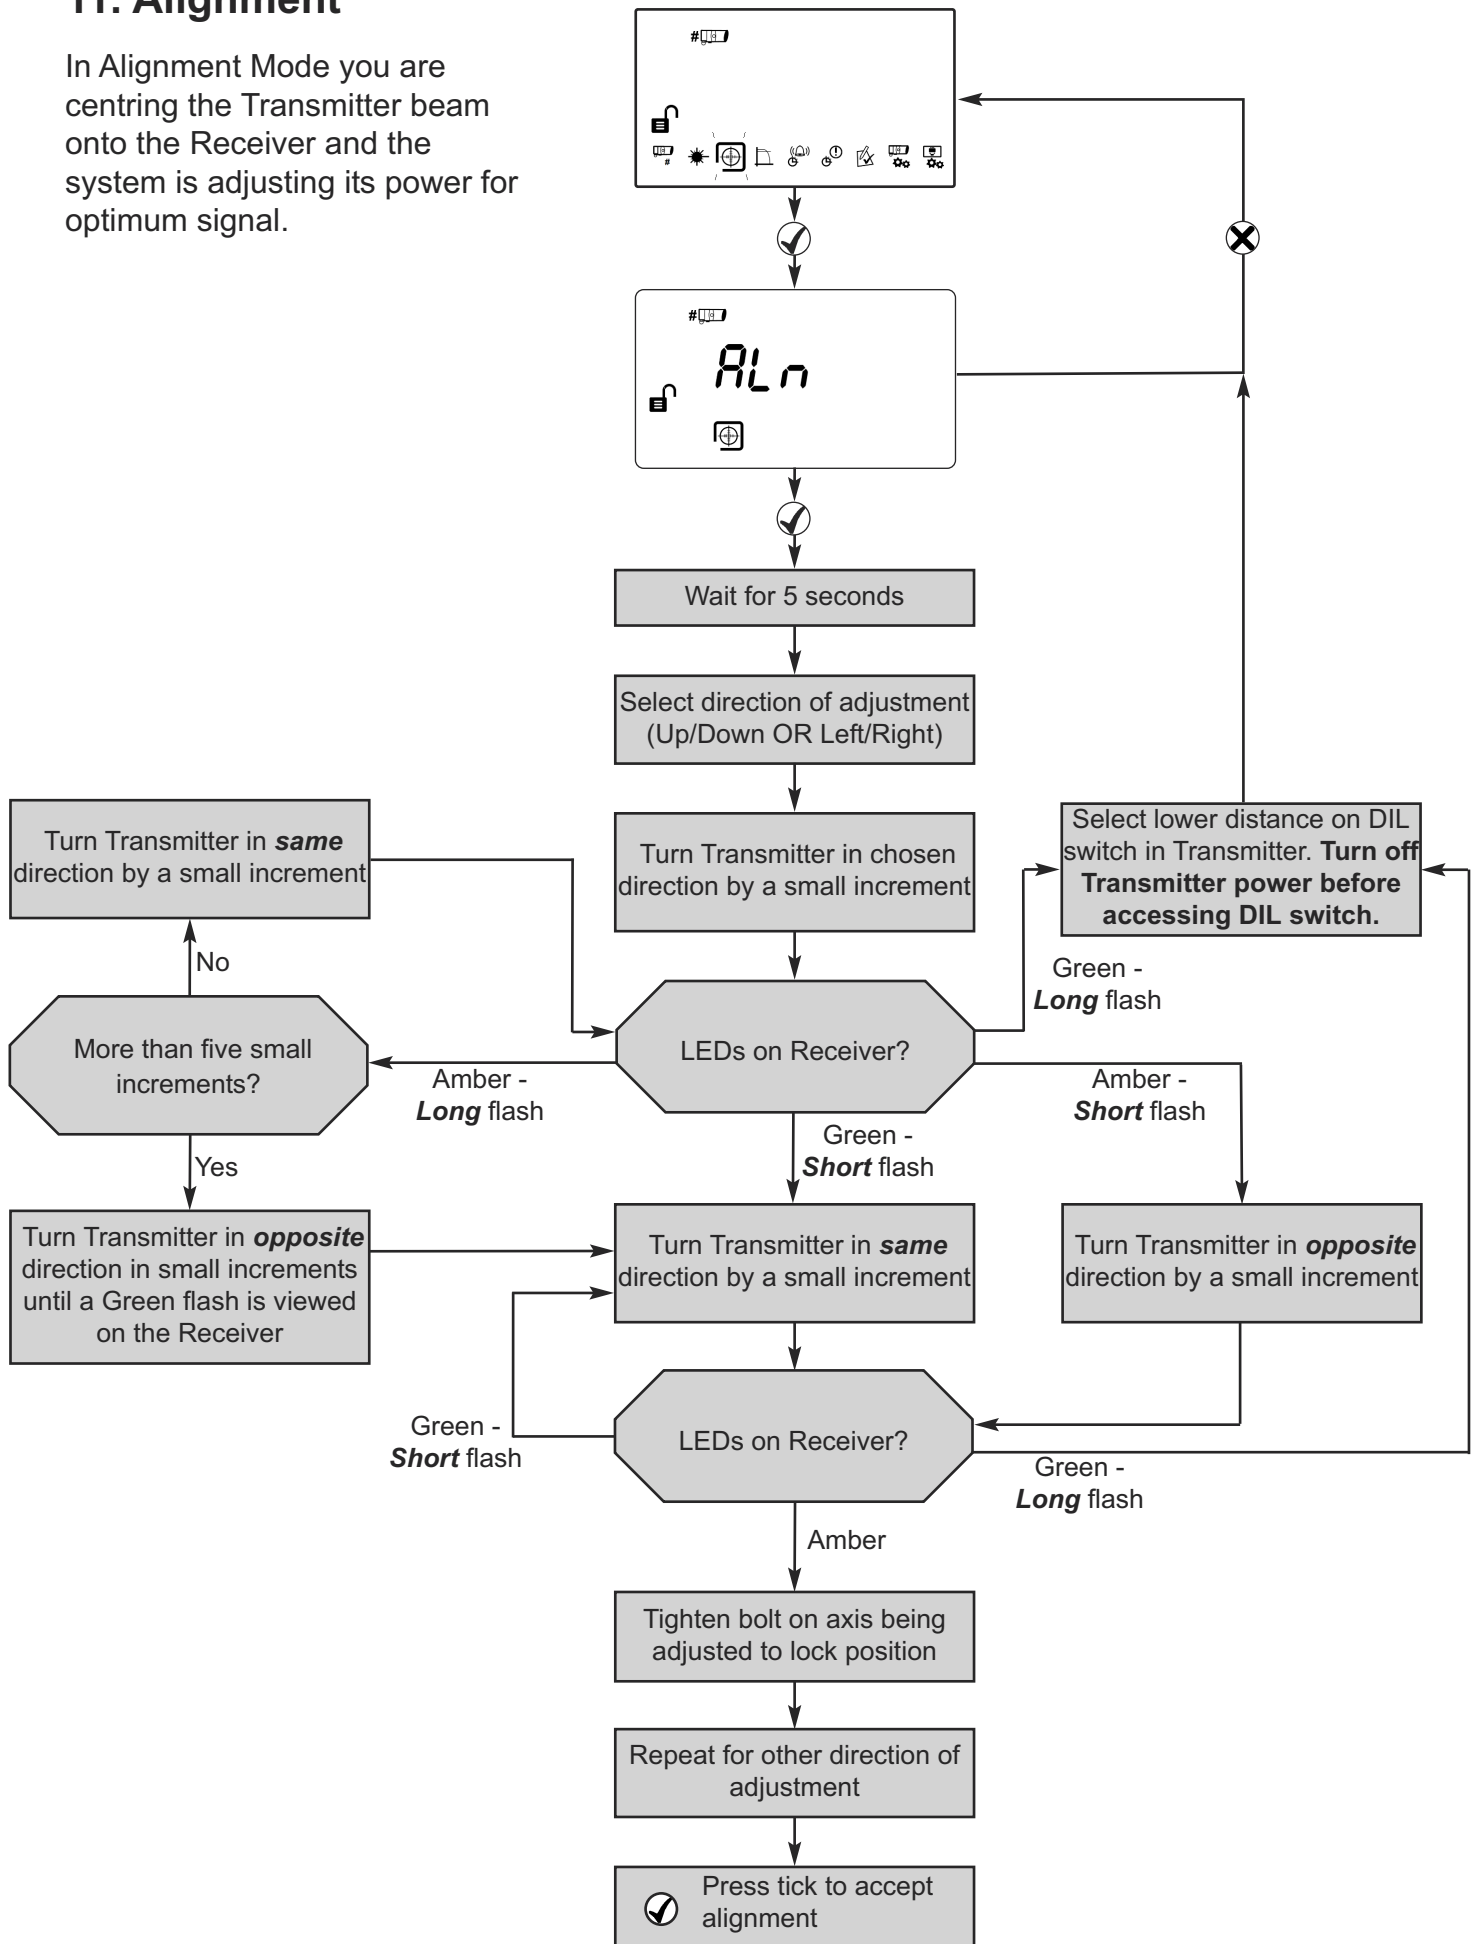 11. Alignment
In Alignment Mode you are
centring the Transmitter beam
onto the Receiver and the
system is adjusting its power for
optimum signal.
#
#
#
ALn
Wait for 5 seconds
Select direction of adjustment
(Up/Down OR Left/Right)
Turn Transmitter in same
direction by a small increment
Turn Transmitter in chosen
direction by a small increment
Select lower distance on DIL
switch in Transmitter. Turn off
Transmitter power before
accessing DIL switch.
No
Green -
Long flash
More than five small
increments?
LEDs on Receiver?
Amber -
Long flash
Amber -
Short flash
Green -
Short flash
Yes
Turn Transmitter in opposite
direction in small increments
until a Green flash is viewed
on the Receiver
Turn Transmitter in same
direction by a small increment
Turn Transmitter in opposite
direction by a small increment
Green -
Short flash
LEDs on Receiver?
Green -
Long flash
Amber
Tighten bolt on axis being
adjusted to lock position
Repeat for other direction of
adjustment
Press tick to accept
alignment